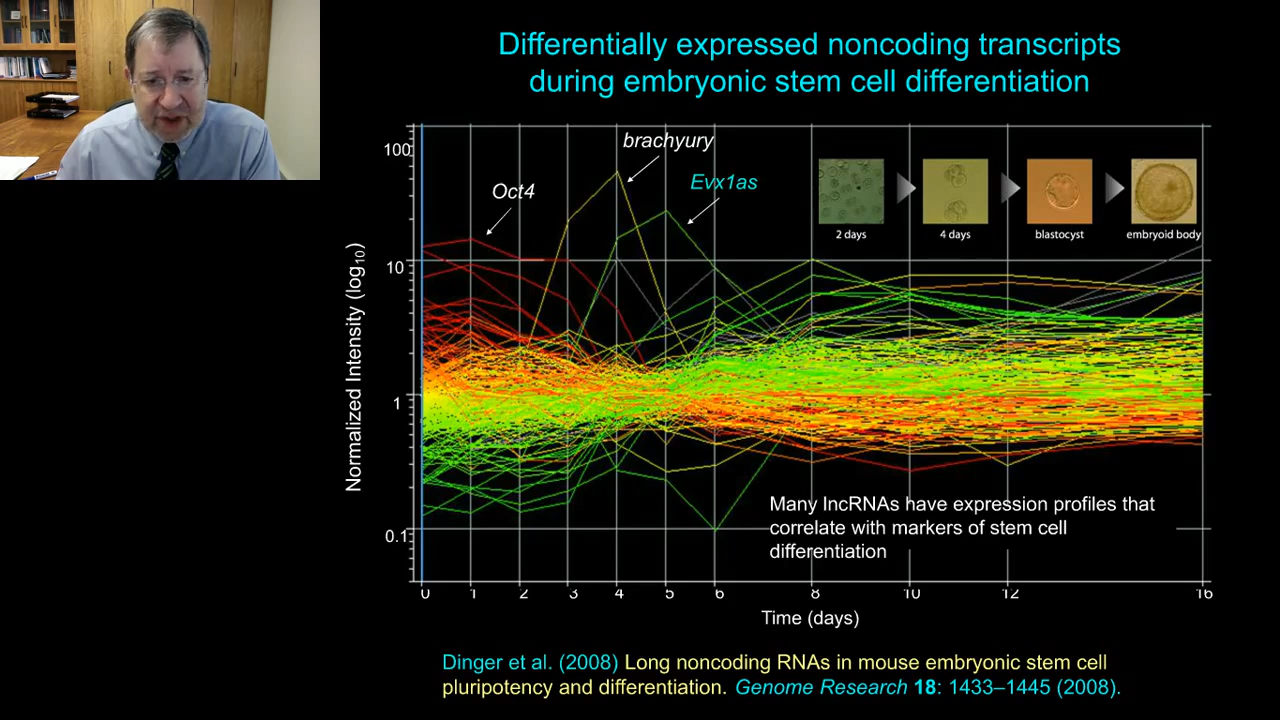 Differentially expressed noncoding transcripts
during embryonic stem cell differentiation
brachyury
Oct4
Evx1as
2 days
4 days
blastocyst
embryoid body
Normalized Intensity (log10)
100
10
1
0.1
Many lncRNAs have expression profiles that
correlate with markers of stem cell
differentiation
0 1 2 3 4 5 6 8 10 12 16
Time (days)
Dinger et al. (2008) Long noncoding RNAs in mouse embryonic stem cell
pluripotency and differentiation. Genome Research 18: 1433–1445 (2008).